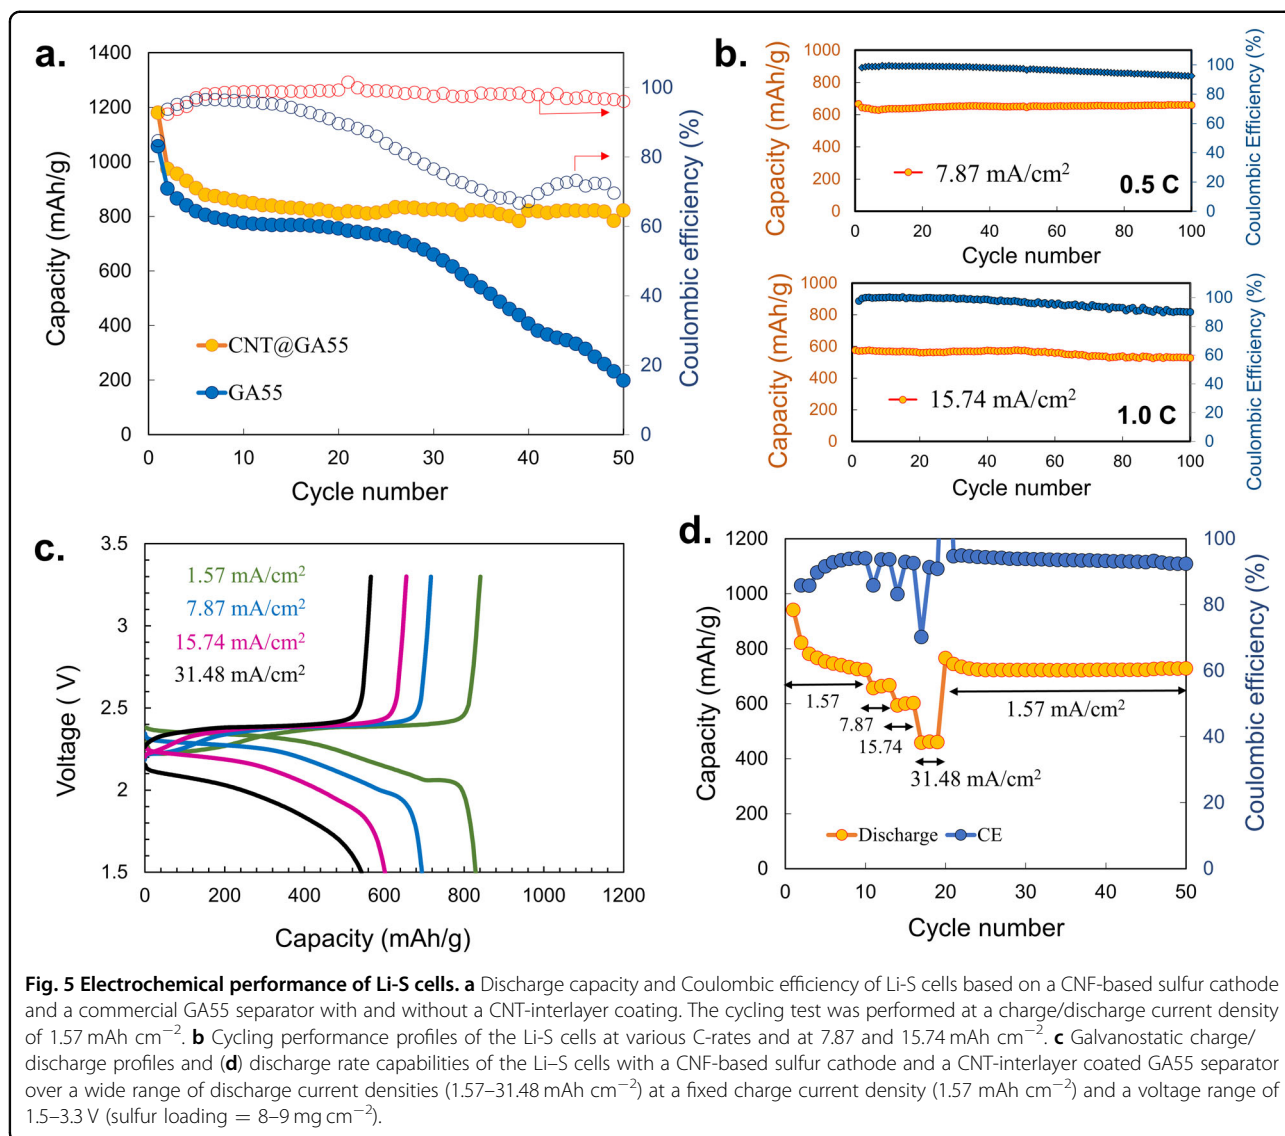 a.
1400
1200
1000
800
600
400
200
0
Capacity (mAh/g)
100
80
60
40
20
0
Coulombic efficiency (%)
CNT@GA55
GA55
0 10 20 30 40 50
Cycle number
b.
1000
800
600
400
200
0
Capacity (mAh/g)
100
80
60
40
20
0
Coulombic Efficiency (%)
7.87 mA/cm²
0.5 C
0 20 40 60 80 100
Cycle number
1000
800
600
400
200
0
Capacity (mAh/g)
100
80
60
40
20
0
Coulombic Efficiency (%)
15.74 mA/cm²
1.0 C
0 20 40 60 80 100
Cycle number
c.
3.5
3
2.5
2
1.5
Voltage ( V)
1.57 mA/cm²
7.87 mA/cm²
15.74 mA/cm²
31.48 mA/cm²
0 200 400 600 800 1000 1200
Capacity (mAh/g)
d.
1200
1000
800
600
400
200
0
Capacity (mAh/g)
100
80
60
40
20
0
Coulombic efficiency (%)
1.57
7.87
15.74
31.48 mA/cm²
1.57 mA/cm²
Discharge CE
0 10 20 30 40 50
Cycle number
Fig. 5 Electrochemical performance of Li-S cells. a Discharge capacity and Coulombic efficiency of Li-S cells based on a CNF-based sulfur cathode
and a commercial GA55 separator with and without a CNT-interlayer coating. The cycling test was performed at a charge/discharge current density
of 1.57 mAh cm⁻². b Cycling performance profiles of the Li-S cells at various C-rates and at 7.87 and 15.74 mAh cm⁻². c Galvanostatic charge/
discharge profiles and (d) discharge rate capabilities of the Li–S cells with a CNF-based sulfur cathode and a CNT-interlayer coated GA55 separator
over a wide range of discharge current densities (1.57–31.48 mAh cm⁻²) at a fixed charge current density (1.57 mAh cm⁻²) and a voltage range of
1.5–3.3 V (sulfur loading = 8–9 mg cm⁻²).